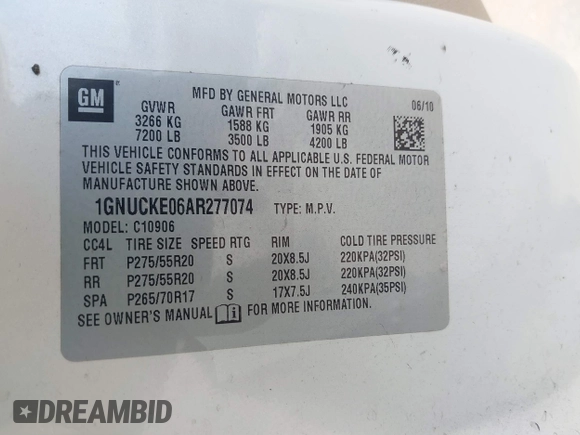 GM
MFD BY GENERAL MOTORS LLC
06/10
GVWR GAWR FRT GAWR RR
3266 KG 1588 KG 1905 KG
7200 LB 3500 LB 4200 LB
THIS VEHICLE CONFORMS TO ALL APPLICABLE U.S. FEDERAL MOTOR
VEHICLE SAFETY STANDARDS IN EFFECT ON THE DATE OF
MANUFACTURE SHOWN ABOVE.
1GNUCKE06AR277074 TYPE: M.P.V.
MODEL: C10906
CC4L TIRE SIZE SPEED RTG RIM COLD TIRE PRESSURE
FRT P275/55R20 S 20X8.5J 220KPA(32PSI)
RR P275/55R20 S 20X8.5J 220KPA(32PSI)
SPA P265/70R17 S 17X7.5J 240KPA(35PSI)
SEE OWNER'S MANUAL FOR MORE INFORMATION.
DREAMBID